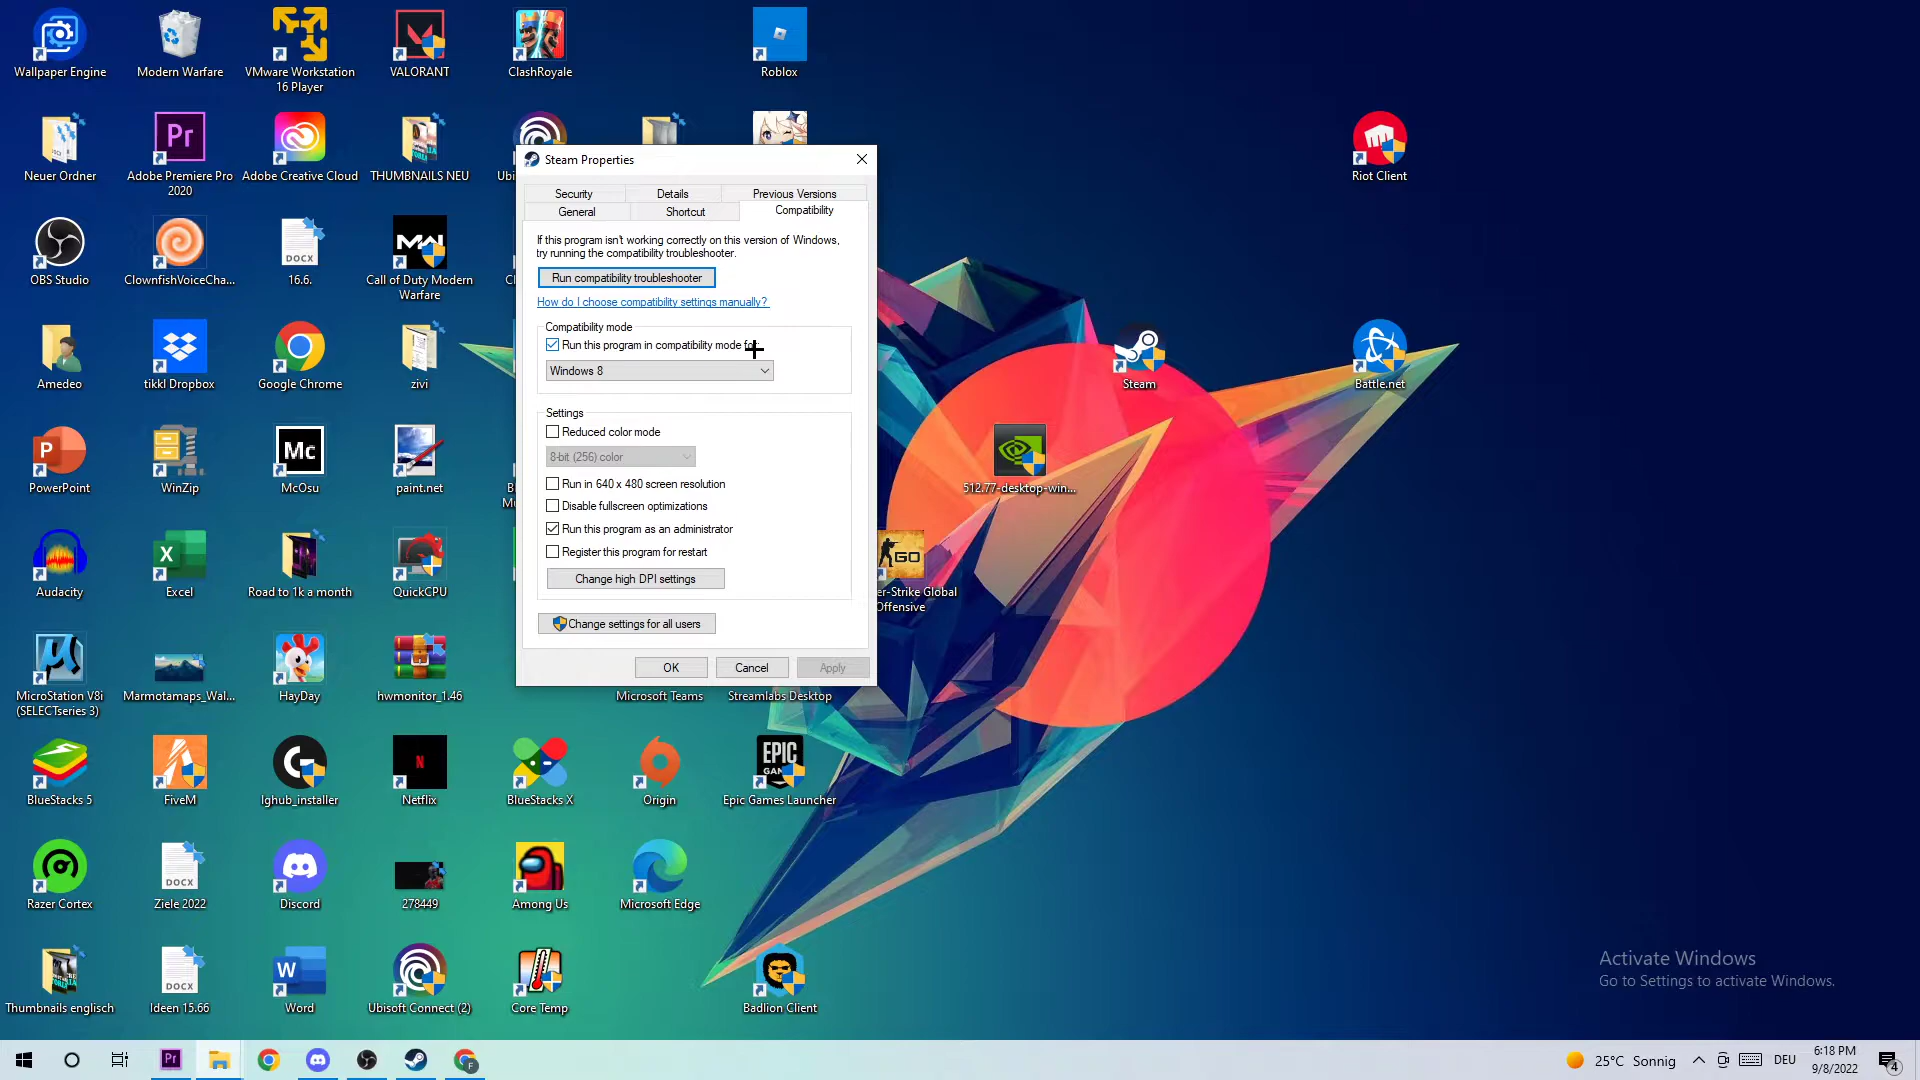 Wallpaper Engine
Modern Warfare
VMware Workstation
16 Player
VALORANT
ClashRoyale
Roblox
Neuer Ordner
Pr
Adobe Premiere Pro
2020
Adobe Creative Cloud
THUMBNAILS NEU
Riot Client
OBS Studio
ClownfishVoiceCha...
DOCX
16.6.
MW
Call of Duty Modern
Warfare
Amedeo
tikkl Dropbox
Google Chrome
zivi
Steam
Battle.net
PowerPoint
WinZip
Mc
McOsu
paint.net
512.77-desktop-win...
Audacity
Excel
Road to 1k a month
QuickCPU
GO
er-Strike Global
Offensive
MicroStation V8i
(SELECTseries 3)
Marmotamaps_Wal...
HayDay
hwmonitor_1.46
Microsoft Teams
Streamlabs Desktop
BlueStacks 5
FiveM
lghub_installer
N
Netflix
BlueStacks X
Origin
EPIC
Epic Games Launcher
Razer Cortex
DOCX
Ziele 2022
Discord
278449
Among Us
Microsoft Edge
Thumbnails englisch
DOCX
Ideen 15.66
W
Word
Ubisoft Connect (2)
Core Temp
Badlion Client
Steam Properties
Security
Details
Previous Versions
General
Shortcut
Compatibility
If this program isn't working correctly on this version of Windows,
try running the compatibility troubleshooter.
Run compatibility troubleshooter
How do I choose compatibility settings manually?
Compatibility mode
Run this program in compatibility mode for:
Windows 8
Settings
Reduced color mode
8-bit (256) color
Run in 640 x 480 screen resolution
Disable fullscreen optimizations
Run this program as an administrator
Register this program for restart
Change high DPI settings
Change settings for all users
OK
Cancel
Apply
Activate Windows
Go to Settings to activate Windows.
Pr
F
25°C Sonnig
DEU
6:18 PM
9/8/2022
4